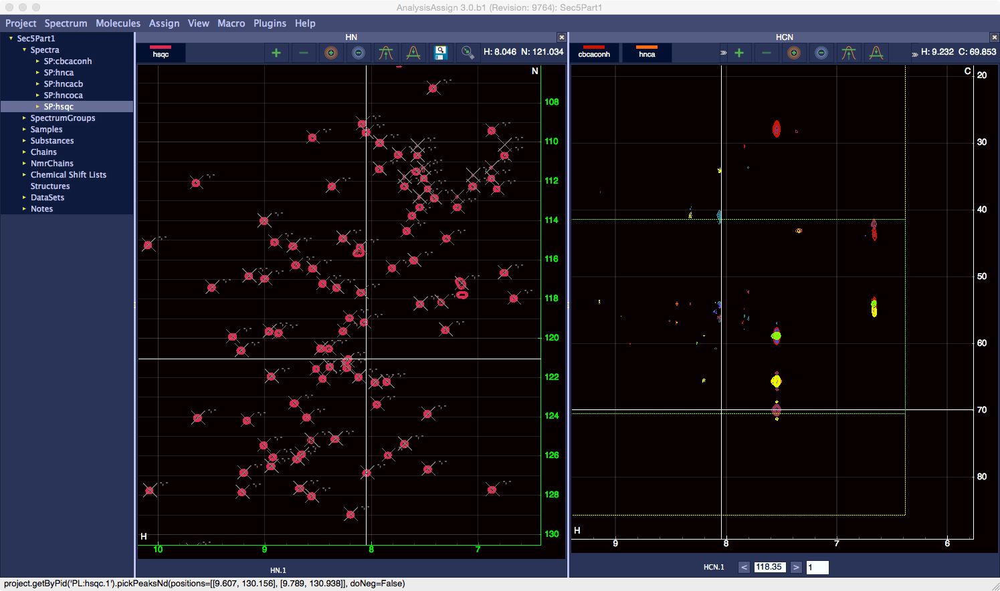 AnalysisAssign 3.0.b1 (Revision: 9764): Sec5Part1
Project Spectrum Molecules Assign View Macro Plugins Help
Sec5Part1
Spectra
SP:cbcaconh
SP:hnca
SP:hncacb
SP:hncoca
SP:hsqc
SpectrumGroups
Samples
Substances
Chains
NmrChains
Chemical Shift Lists
Structures
DataSets
Notes
HN
hsqc
H: 8.046 N: 121.034
N
108
110
112
114
116
118
120
122
124
126
128
130
H
10 9 8 7
HN.1
HCN
cbcaconh hnca
H: 9.232 C: 69.853
C
20
30
40
50
60
70
80
H
9 8 7 6
HCN.1 < 118.35 > 1
project.getByPid('PL:hsqc.1').pickPeaksNd(positions=[[9.607, 130.156], [9.789, 130.938]], doNeg=False)